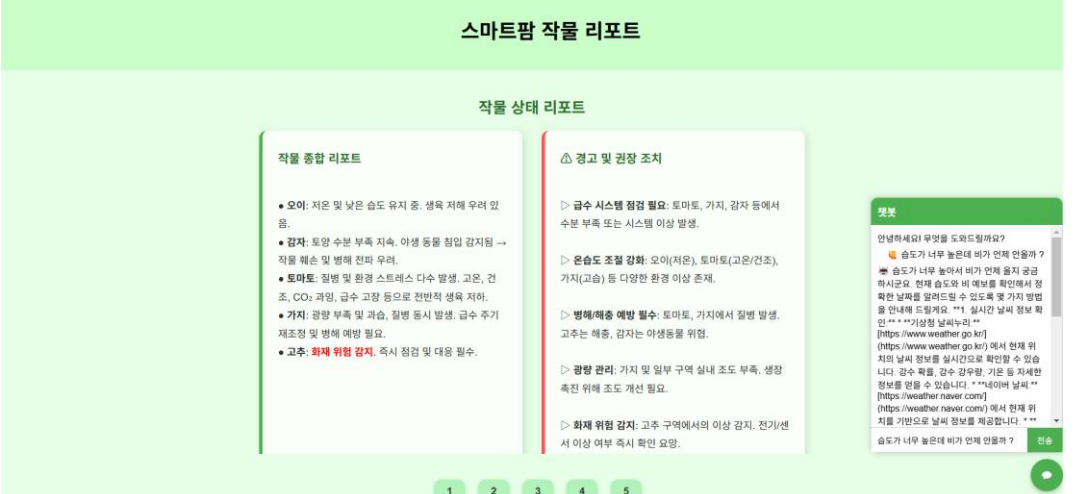 스마트팜 작물 리포트
작물 상태 리포트
작물 종합 리포트
● 오이: 저온 및 낮은 습도 유지 중. 생육 저해 우려 있
음.
● 감자: 토양 수분 부족 지속. 야생 동물 침입 감지됨 →
작물 훼손 및 병해 전파 우려.
● 토마토: 질병 및 환경 스트레스 다수 발생. 고온, 건
조, CO₂ 과잉, 급수 고장 등으로 전반적 생육 저하.
● 가지: 광량 부족 및 과습, 질병 동시 발생. 급수 주기
재조정 및 병해 예방 필요.
● 고추: 화재 위험 감지. 즉시 점검 및 대응 필수.
⚠ 경고 및 권장 조치
▷ 급수 시스템 점검 필요: 토마토, 가지, 감자 등에서
수분 부족 또는 시스템 이상 발생.
▷ 온습도 조절 강화: 오이(저온), 토마토(고온/건조),
가지(고습) 등 다양한 환경 이상 존재.
▷ 병해/해충 예방 필수: 토마토, 가지에서 질병 발생.
고추는 해충, 감자는 야생동물 위협.
▷ 광량 관리: 가지 및 일부 구역 실내 조도 부족. 생장
촉진 위해 조도 개선 필요.
▷ 화재 위험 감지: 고추 구역에서의 이상 감지. 전기/센
서 이상 여부 즉시 확인 요망.
1 2 3 4 5
챗봇
안녕하세요! 무엇을 도와드릴까요?
습도가 너무 높은데 비가 언제 안올까 ?
습도가 너무 높아서 비가 언제 올지 궁금
하시군요. 현재 습도와 비 예보를 확인해서 정
확한 날짜를 알려드릴 수 있도록 몇 가지 방법
을 안내해 드릴게요. **1. 실시간 날씨 정보 확
인:** * **기상청 날씨누리:**
[https://www.weather.go.kr/]
(https://www.weather.go.kr/) 에서 현재 위
치의 날씨 정보를 실시간으로 확인할 수 있습
니다. 강수 확률, 강수 강우량, 기온 등 자세한
정보를 얻을 수 있습니다. * **네이버 날씨:**
[https://weather.naver.com/]
(https://weather.naver.com/) 에서 현재 위
치를 기반으로 날씨 정보를 제공합니다. * **
습도가 너무 높은데 비가 언제 안올까 ?
전송